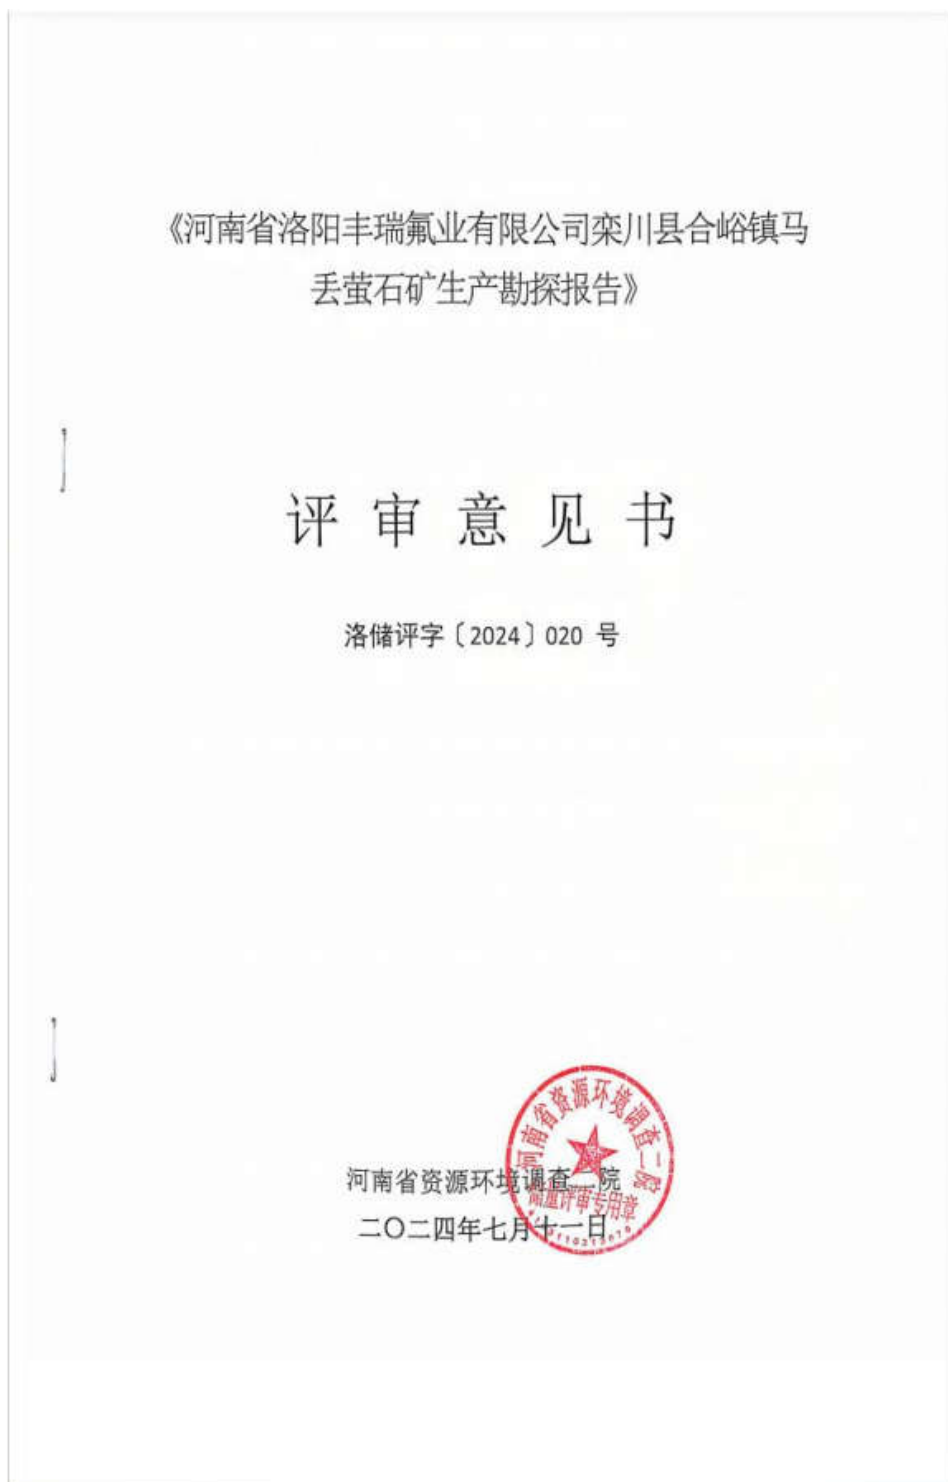 《河南省洛阳丰瑞氟业有限公司栾川县合峪镇马
丢萤石矿生产勘探报告》
评审意见书
洛储评字〔2024〕020 号
河南省资源环境调查二院
二〇二四年七月十一日
河南省资源环境调查二院
储量评审专用章